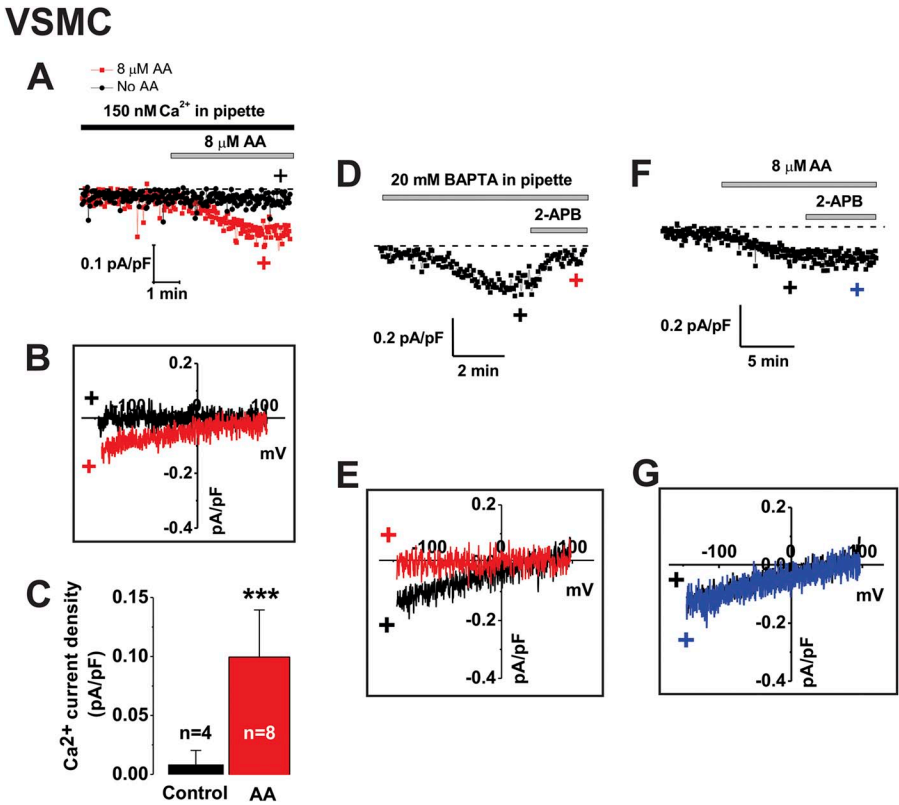 VSMC
A
8 μM AA
No AA
150 nM Ca2+ in pipette
8 μM AA
+
+
0.1 pA/pF
1 min
B
0.2
+
-100 0 100
mV
+
-0.2
-0.4
pA/pF
C
Ca2+ current density
(pA/pF)
0.15
0.10
0.05
0.00
***
n=4
n=8
Control AA
D
20 mM BAPTA in pipette
2-APB
+
+
0.2 pA/pF
2 min
E
0.2
+
-100 0 100
mV
+
-0.2
-0.4
pA/pF
F
8 μM AA
2-APB
+ +
0.2 pA/pF
5 min
G
0.2
-100 0 100
+
mV
+
-0.2
-0.4
pA/pF